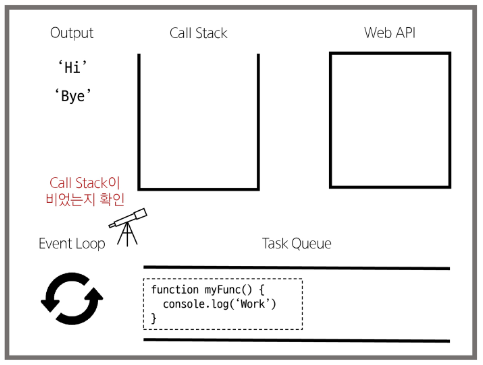 Output
Call Stack
Web API
‘Hi’
‘Bye’
Call Stack이
비었는지 확인
Event Loop
Task Queue
function myFunc() {
console.log(‘Work’)
}